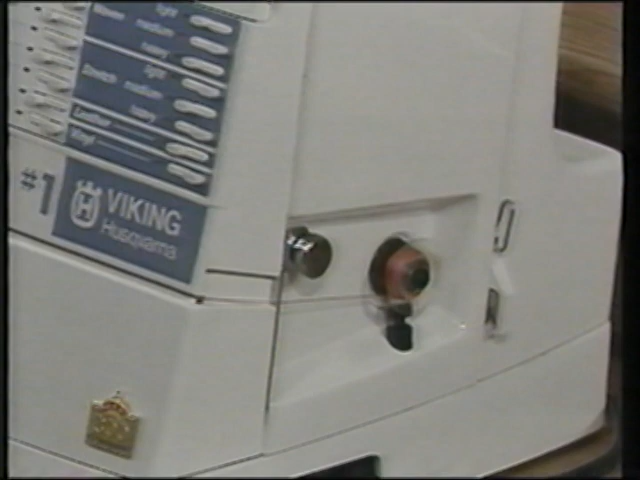 light
Woven medium
heavy
light
Stretch medium
heavy
Leather
Vinyl
#1 VIKING
Husqvarna